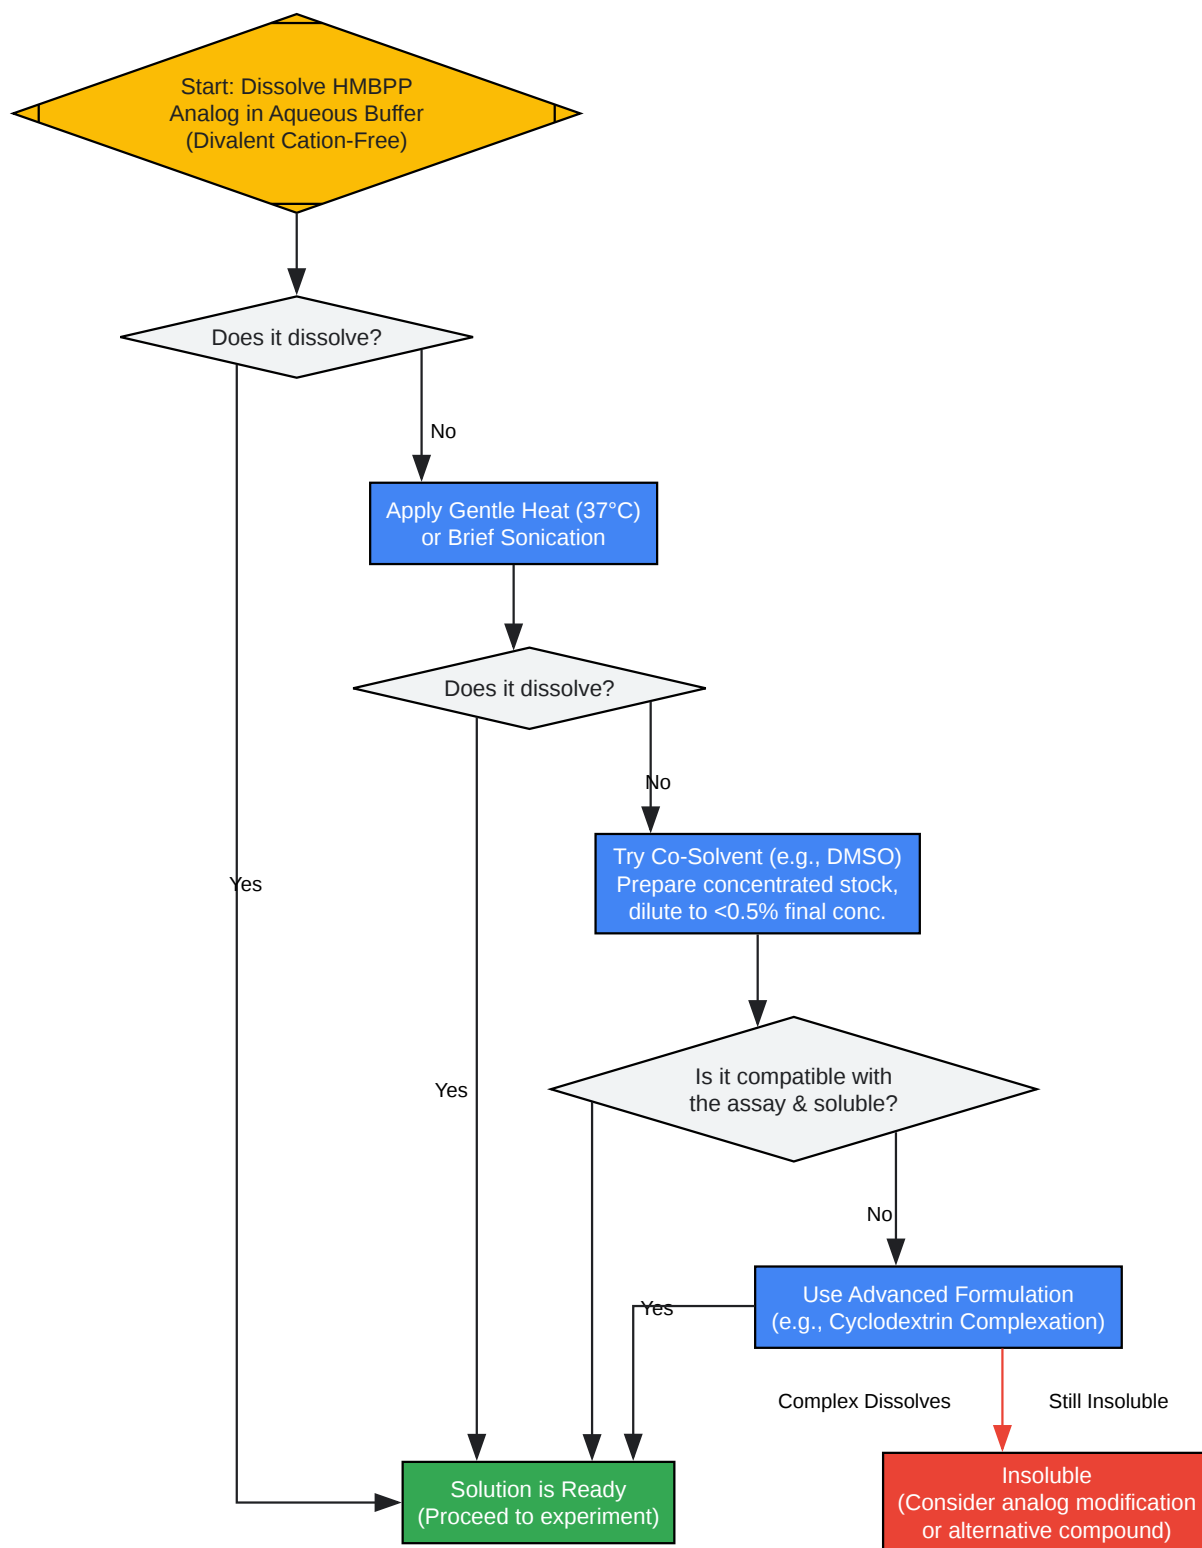 Start: Dissolve HMBPP
Analog in Aqueous Buffer
(Divalent Cation-Free)
Does it dissolve?
No
Apply Gentle Heat (37°C)
or Brief Sonication
Does it dissolve?
No
Try Co-Solvent (e.g., DMSO)
Prepare concentrated stock,
dilute to <0.5% final conc.
Yes
Is it compatible with
the assay & soluble?
Yes
No
Use Advanced Formulation
(e.g., Cyclodextrin Complexation)
Yes
Complex Dissolves
Still Insoluble
Solution is Ready
(Proceed to experiment)
Insoluble
(Consider analog modification
or alternative compound)